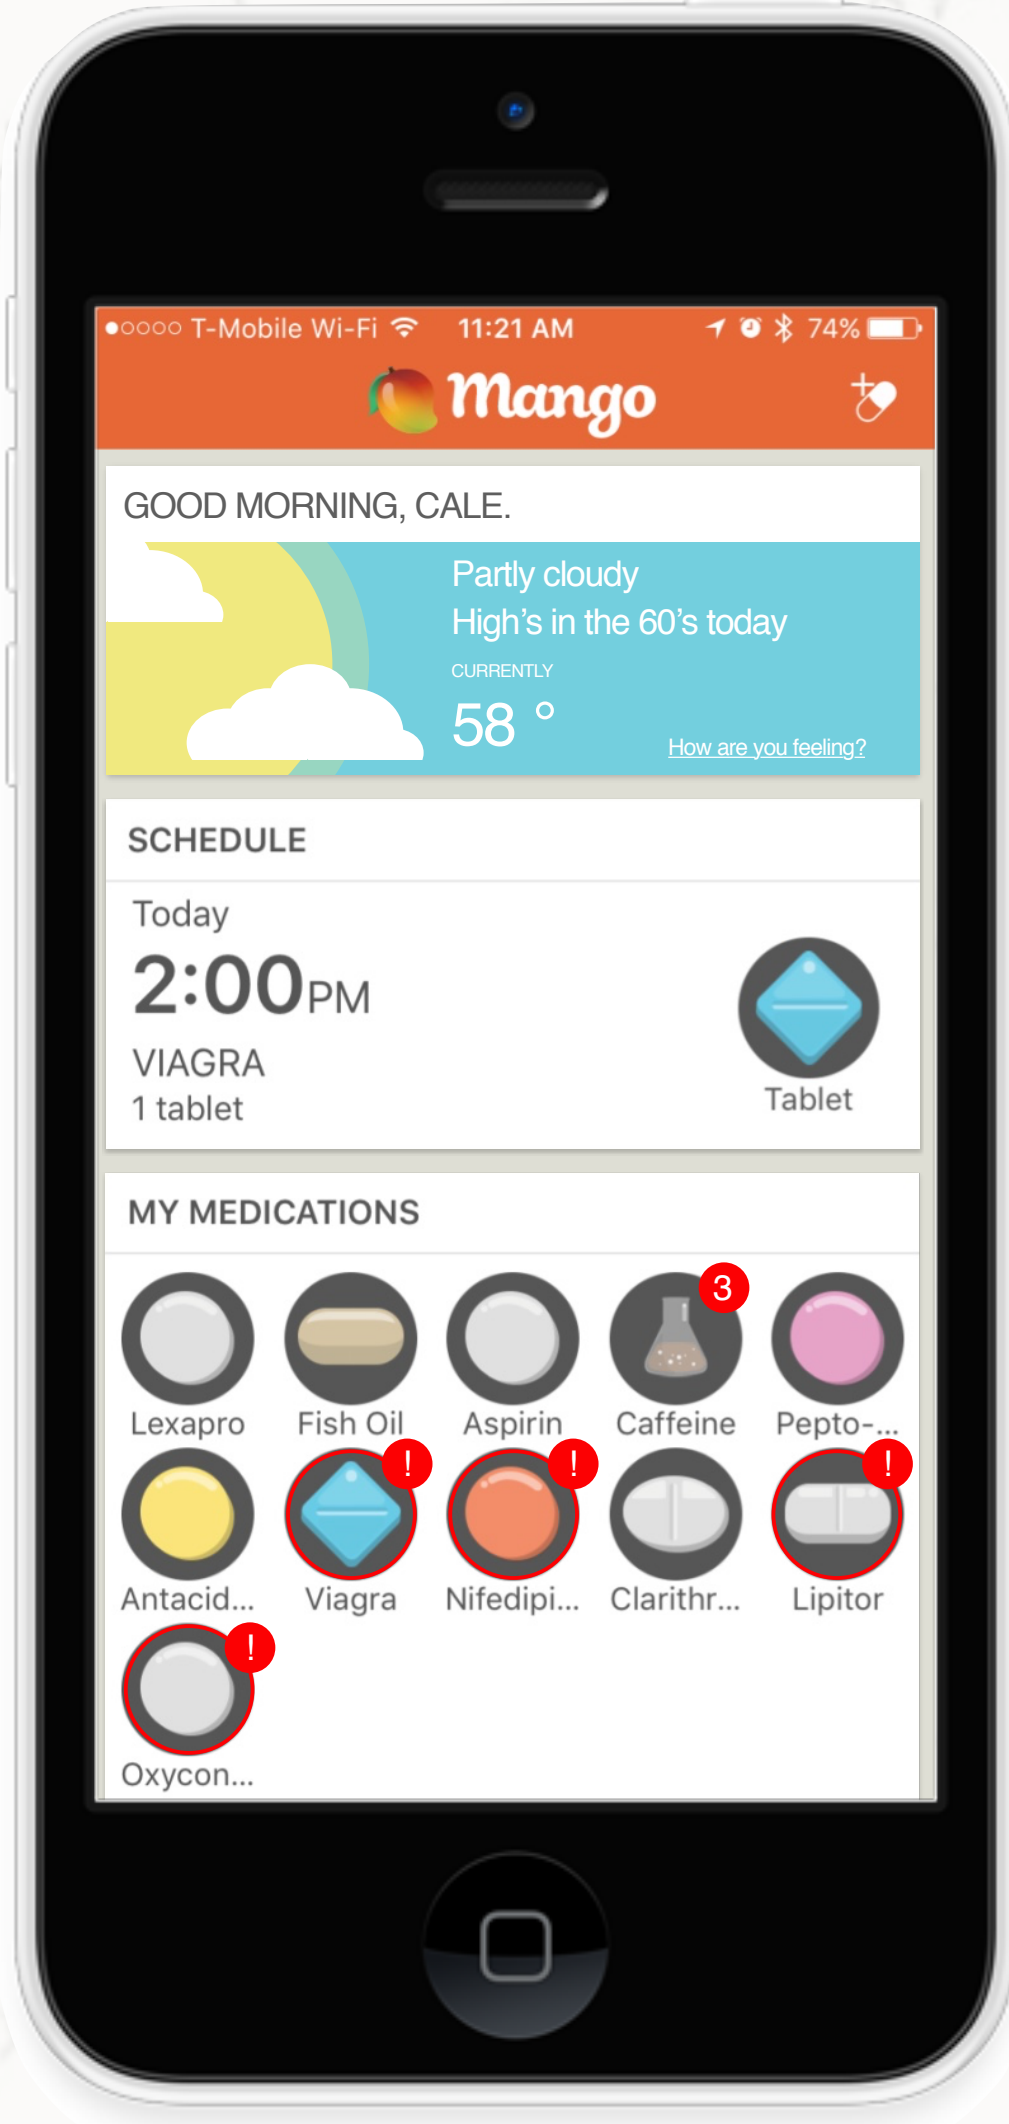 T-Mobile Wi-Fi 11:21 AM 74%
Mango
GOOD MORNING, CALE.
Partly cloudy
High's in the 60's today
CURRENTLY
58 °
How are you feeling?
SCHEDULE
Today
2:00PM
VIAGRA
1 tablet
Tablet
MY MEDICATIONS
3
Lexapro Fish Oil Aspirin Caffeine Pepto-...
! ! !
Antacid... Viagra Nifedipi... Clarithr... Lipitor
!
Oxycon...